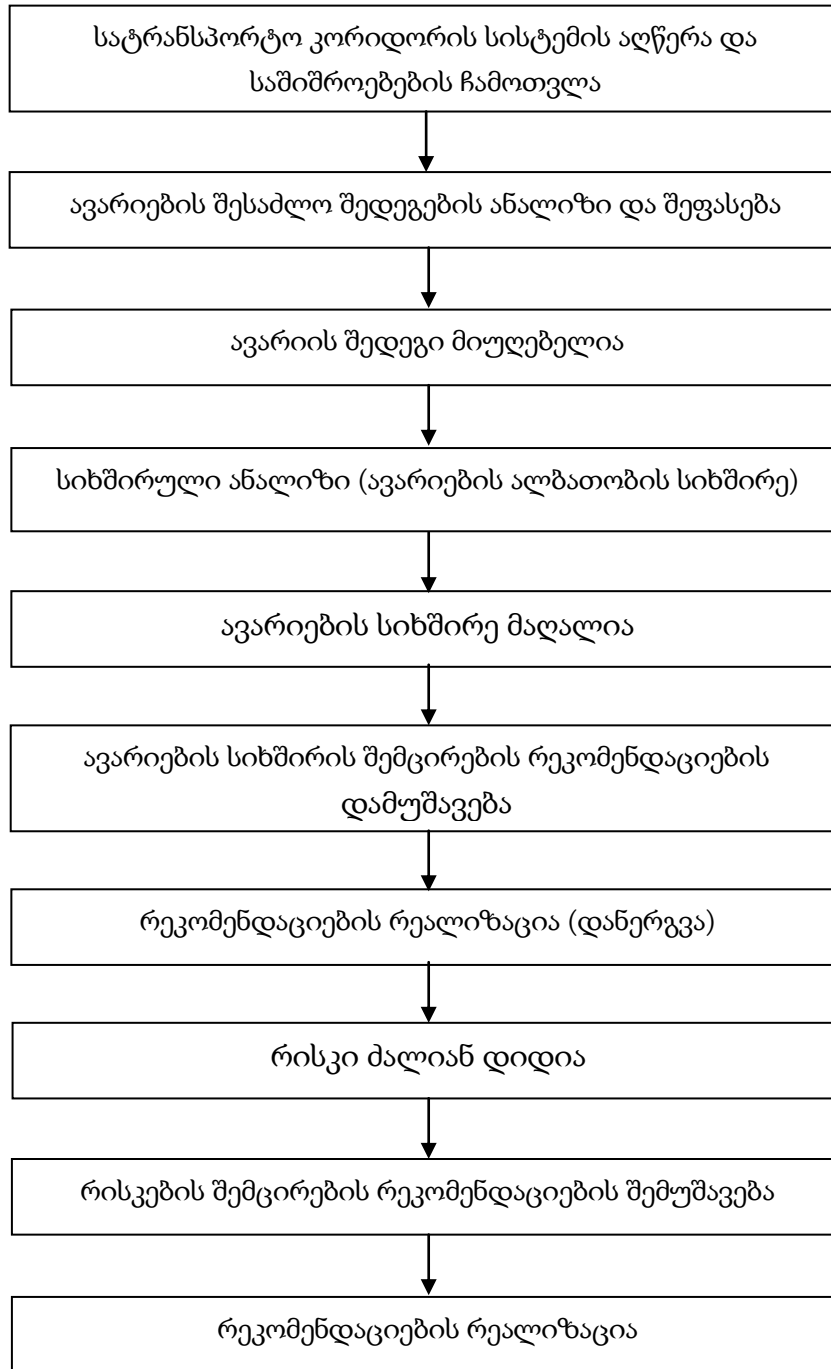 სატრანსპორტო კორიდორის სისტემის აღწერა და
საშიშროებების ჩამოთვლა
ავარიების შესაძლო შედეგების ანალიზი და შეფასება
ავარიის შედეგი მიუღებელია
სიხშირული ანალიზი (ავარიების ალბათობის სიხშირე)
ავარიების სიხშირე მაღალია
ავარიების სიხშირის შემცირების რეკომენდაციების
დამუშავება
რეკომენდაციების რეალიზაცია (დანერგვა)
რისკი ძალიან დიდია
რისკების შემცირების რეკომენდაციების შემუშავება
რეკომენდაციების რეალიზაცია